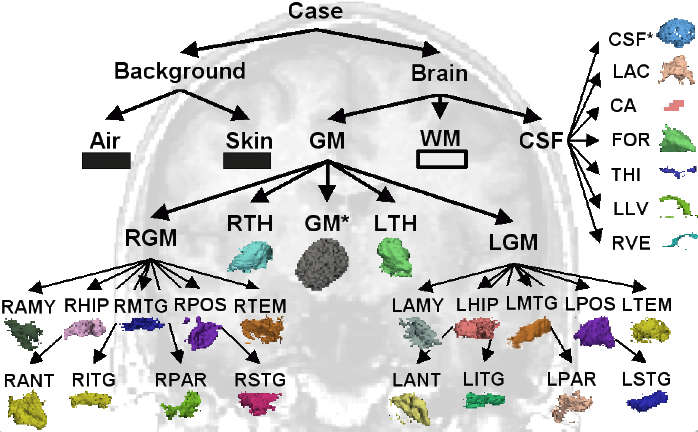 Case
Background Brain
CSF*
LAC
CA
FOR
THI
LLV
RVE
Air Skin GM WM CSF
RGM RTH GM* LTH LGM
RAMY RHIP RMTG RPOS RTEM LAMY LHIP LMTG LPOS LTEM
RANT RITG RPAR RSTG LANT LITG LPAR LSTG